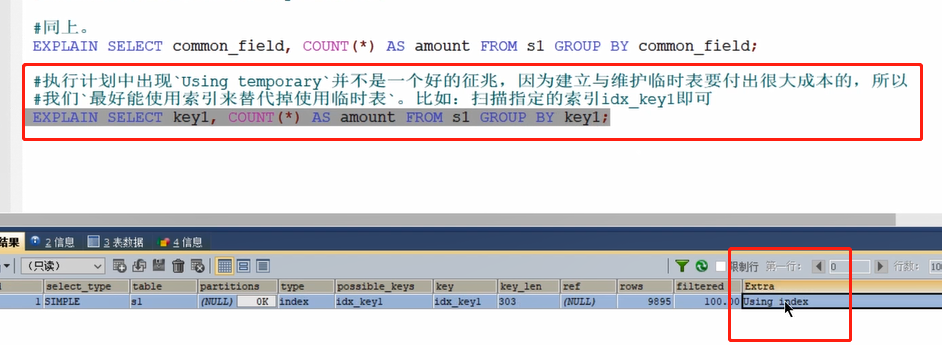 #同上。
EXPLAIN SELECT common_field, COUNT(*) AS amount FROM s1 GROUP BY common_field;
#执行计划中出现`Using temporary`并不是一个好的征兆，因为建立与维护临时表要付出很大成本的，所以
#我们`最好能使用索引来替代掉使用临时表`。比如：扫描指定的索引idx_key1即可
EXPLAIN SELECT key1, COUNT(*) AS amount FROM s1 GROUP BY key1;
结果 2 信息 3 表数据 4 信息
(只读) 限制行 第一行: 0 行数: 100
select_type table partitions type possible_keys key key_len ref rows filtered Extra
1 SIMPLE s1 (NULL) 0K index idx_key1 idx_key1 303 (NULL) 9895 100.00 Using index